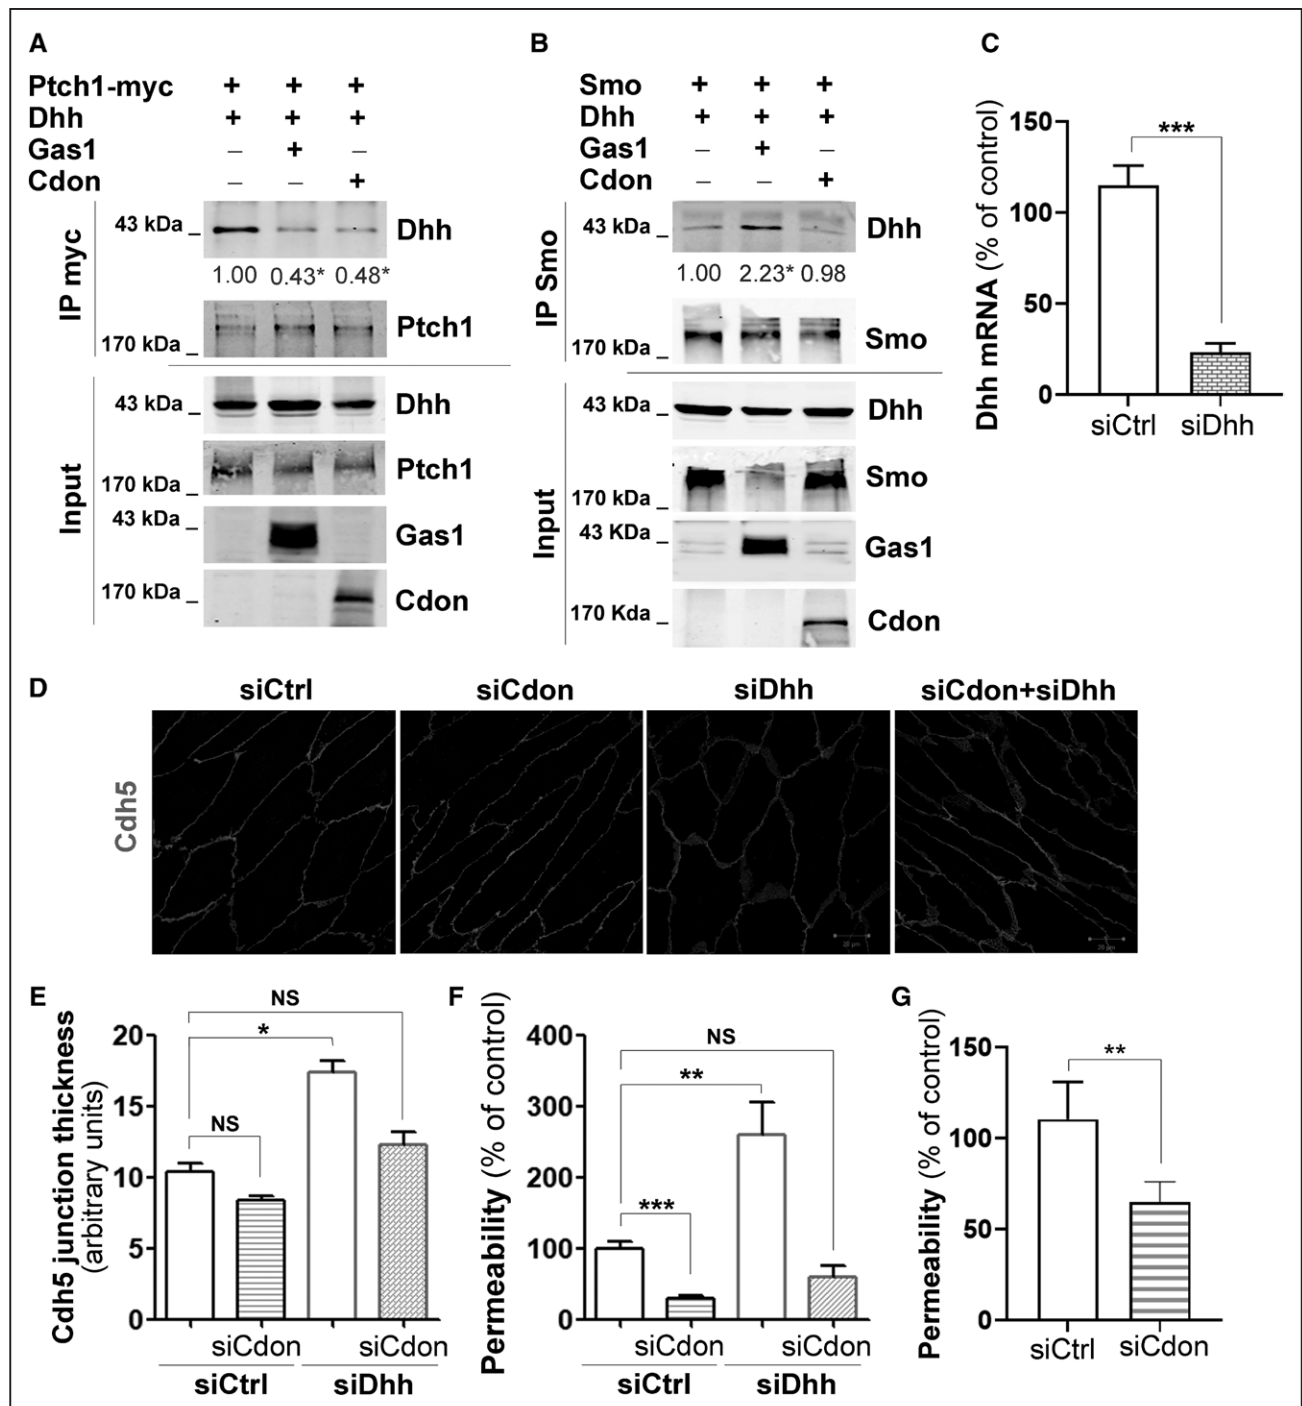 A
Ptch1-myc + + +
Dhh + + +
Gas1 – + –
Cdon – – +
IP myc
43 kDa _
Dhh
1.00 0.43* 0.48*
170 kDa _
Ptch1
Input
43 kDa _
Dhh
170 kDa _
Ptch1
43 kDa _
Gas1
170 kDa _
Cdon
B
Smo + + +
Dhh + + +
Gas1 – + –
Cdon – – +
IP Smo
43 kDa _
Dhh
1.00 2.23* 0.98
170 kDa _
Smo
Input
43 kDa _
Dhh
170 kDa _
Smo
43 KDa _
Gas1
170 Kda _
Cdon
C
Dhh mRNA (% of control)
150
100
50
0
***
siCtrl siDhh
D
siCtrl siCdon siDhh siCdon+siDhh
Cdh5
20 µm
20 µm
E
Cdh5 junction thickness
(arbitrary units)
20
15
10
5
0
NS
*
NS
siCdon siCdon
siCtrl siDhh
F
Permeability (% of control)
400
300
200
100
0
NS
**
***
siCdon siCdon
siCtrl siDhh
G
Permeability (% of control)
150
100
50
0
**
siCtrl siCdon